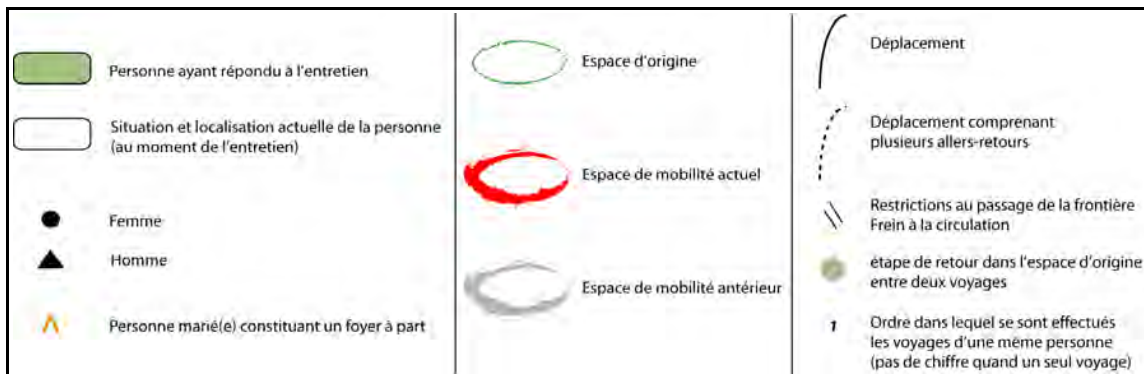 Personne ayant répondu à l'entretien
Situation et localisation actuelle de la personne
(au moment de l'entretien)
Femme
Homme
Personne marié(e) constituant un foyer à part
Espace d'origine
Espace de mobilité actuel
Espace de mobilité antérieur
Déplacement
Déplacement comprenant
plusieurs allers-retours
Restrictions au passage de la frontière
Frein à la circulation
étape de retour dans l'espace d'origine
entre deux voyages
1 Ordre dans lequel se sont effectués
les voyages d'une même personne
(pas de chiffre quand un seul voyage)